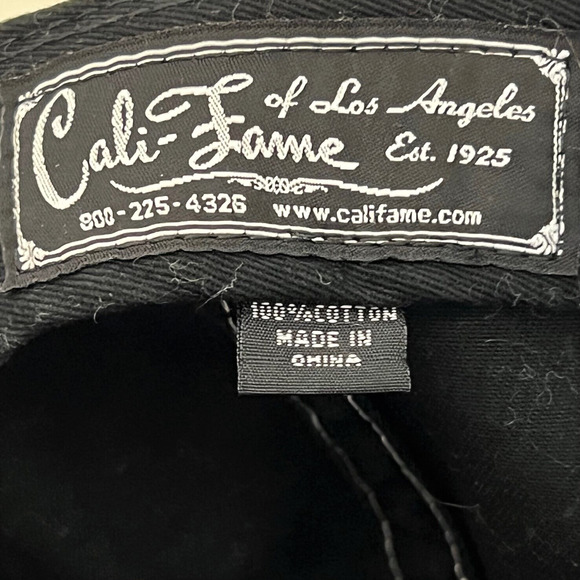 Cali-Fame of Los Angeles
Est. 1925
800-225-4326 www.califame.com
100% COTTON
MADE IN
CHINA